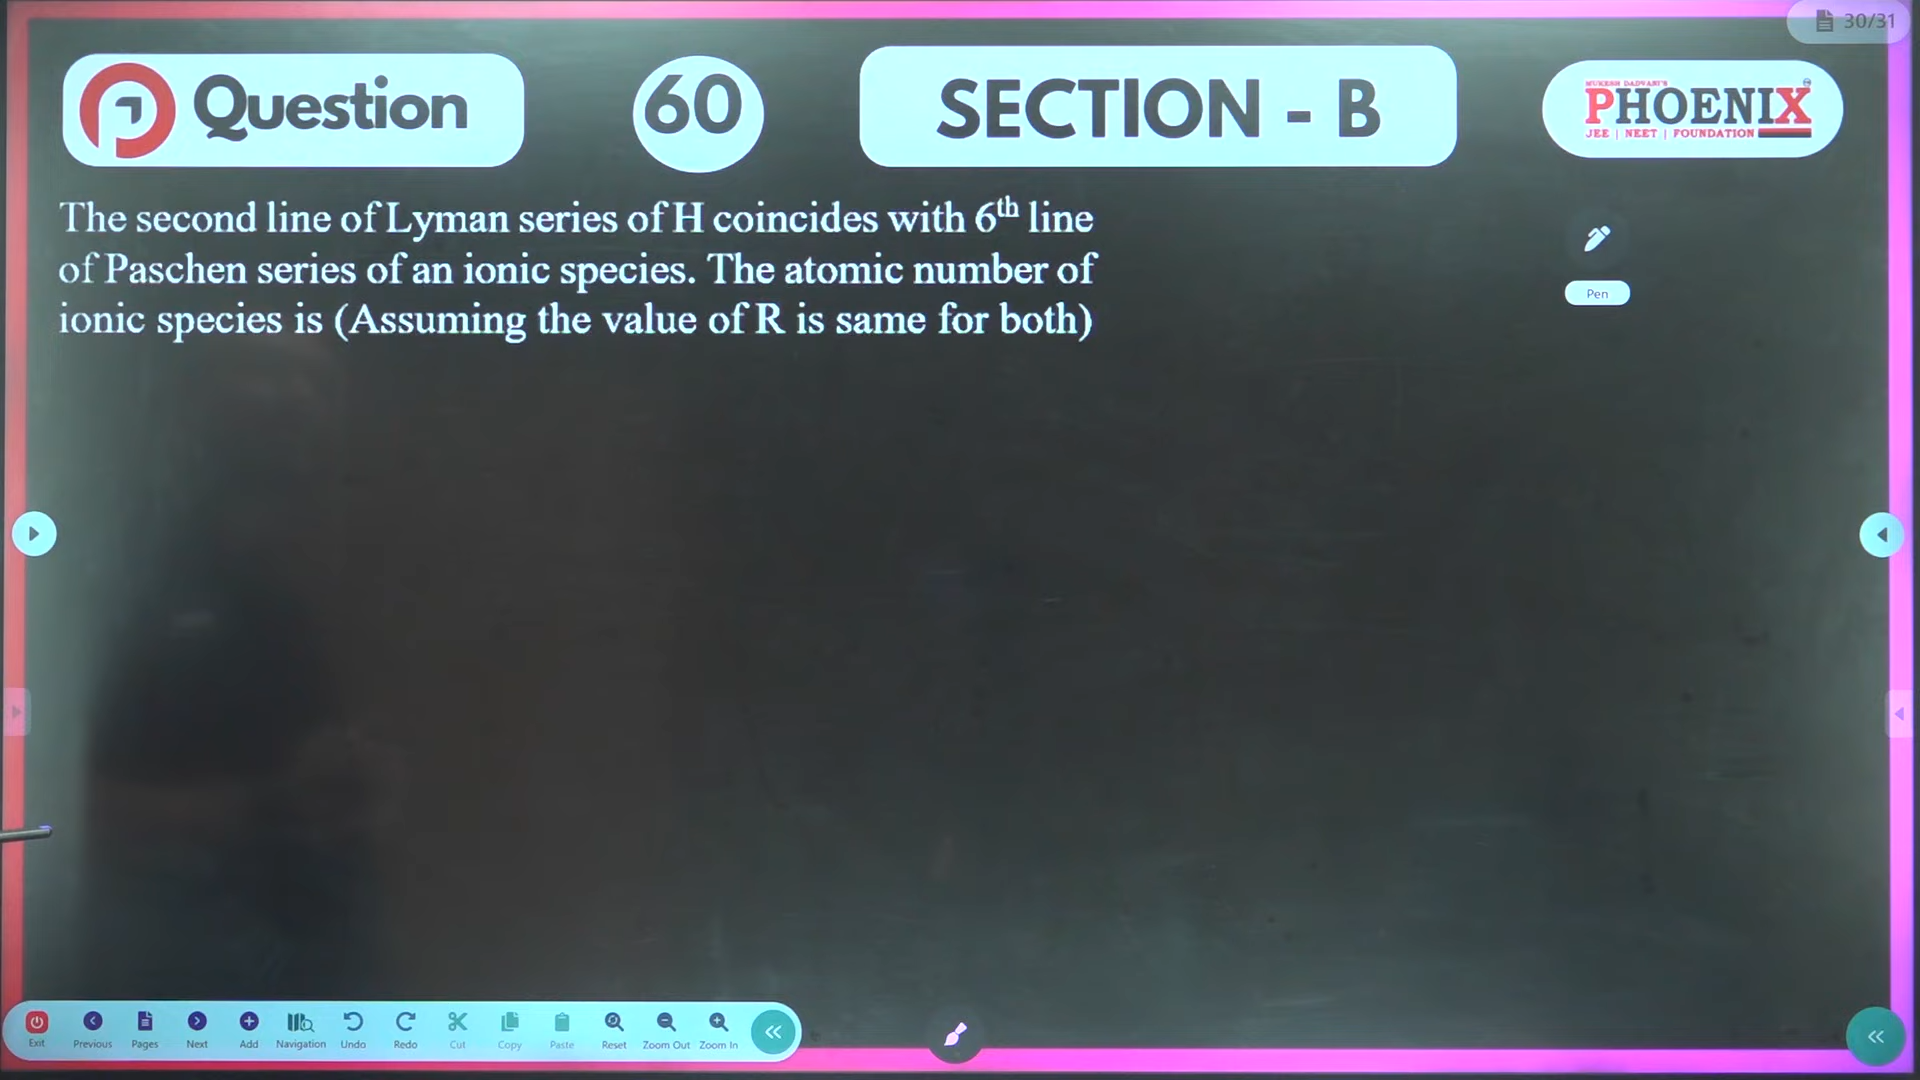 30/31
Question
60
SECTION - B
MUKESH DADVANI'S
PHOENIX
JEE | NEET | FOUNDATION
The second line of Lyman series of H coincides with 6th line
of Paschen series of an ionic species. The atomic number of
ionic species is (Assuming the value of R is same for both)
Pen
Exit
Previous
Pages
Next
Add
Navigation
Undo
Redo
Cut
Copy
Paste
Reset
Zoom Out
Zoom In